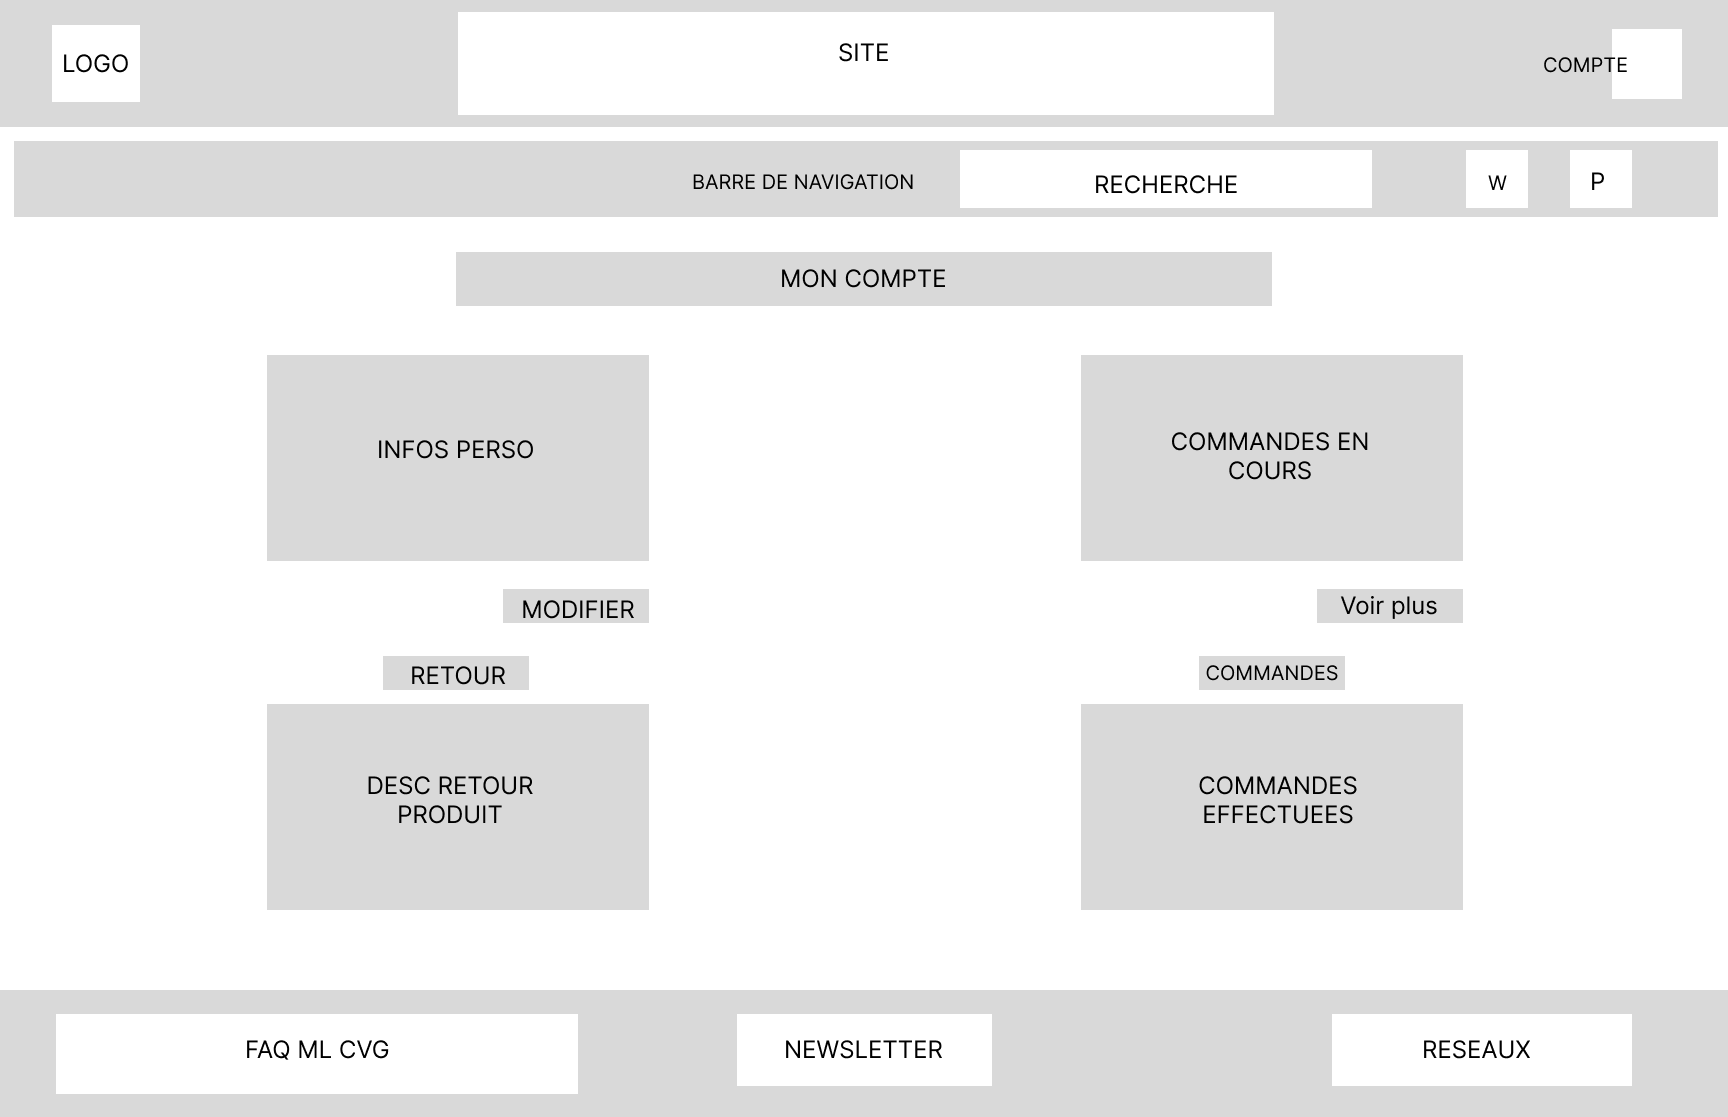 LOGO
SITE
COMPTE
BARRE DE NAVIGATION
RECHERCHE
W
P
MON COMPTE
INFOS PERSO
COMMANDES EN
COURS
MODIFIER
Voir plus
RETOUR
COMMANDES
DESC RETOUR
PRODUIT
COMMANDES
EFFECTUEES
FAQ ML CVG
NEWSLETTER
RESEAUX